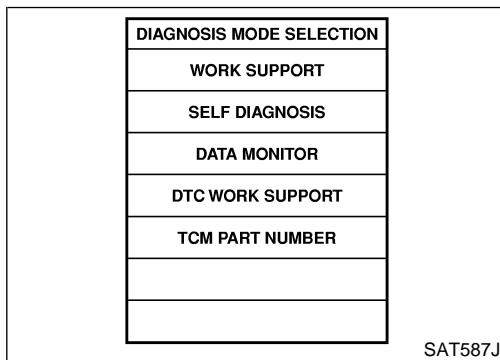 DIAGNOSIS MODE SELECTION
WORK SUPPORT
SELF DIAGNOSIS
DATA MONITOR
DTC WORK SUPPORT
TCM PART NUMBER
SAT587J